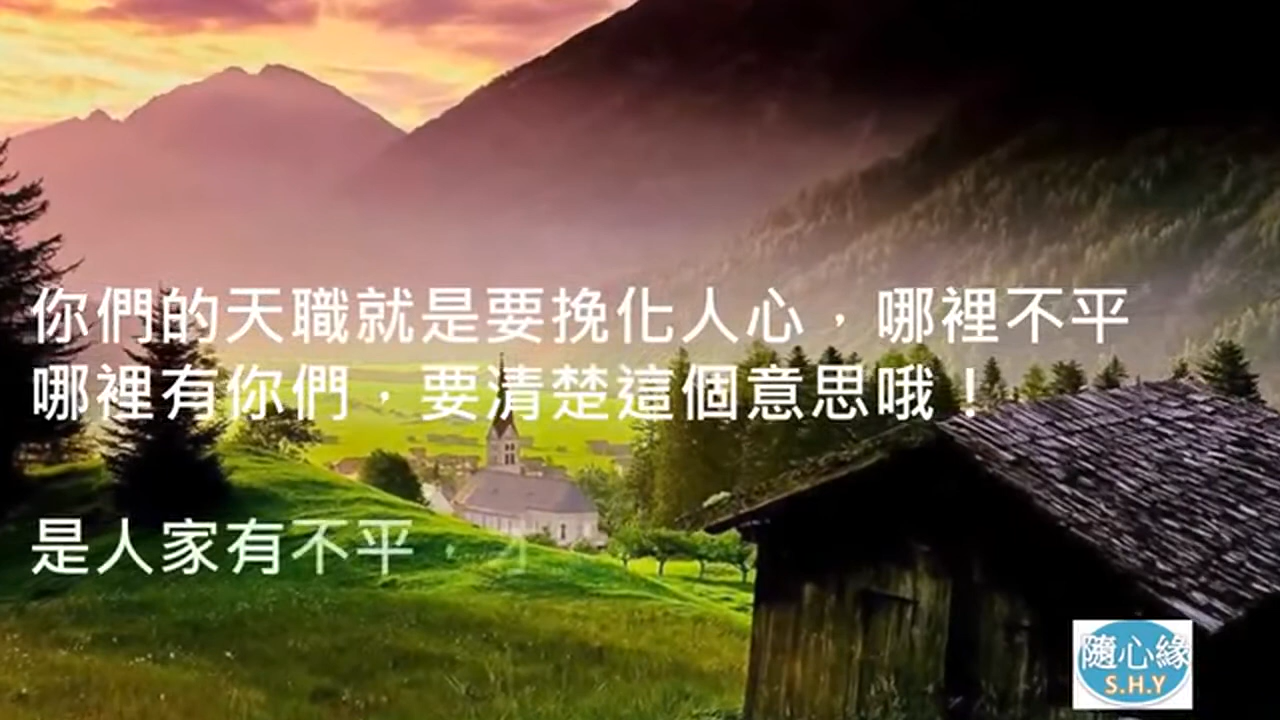 你們的天職就是要挽化人心，哪裡不平
哪裡有你們，要清楚這個意思哦！
是人家有不平，
隨心緣
S.H.Y